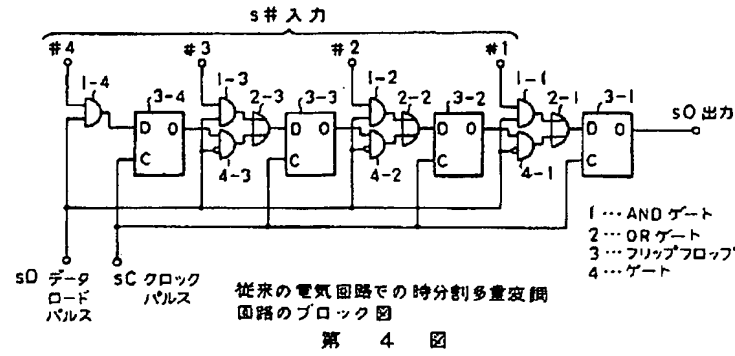 s#入力
#4
#3
#2
#1
1-4
1-3
1-2
1-1
3-4
2-3
3-3
2-2
3-2
2-1
3-1
D O
C
D O
C
D O
C
D O
C
4-3
4-2
4-1
sO 出力
1…ANDゲート
2…ORゲート
3…フリップフロップ
4…ゲート
sD データ
ロード
パルス
sC クロック
パルス
従来の電気回路での時分割多重変調
回路のブロック図
第 4 図